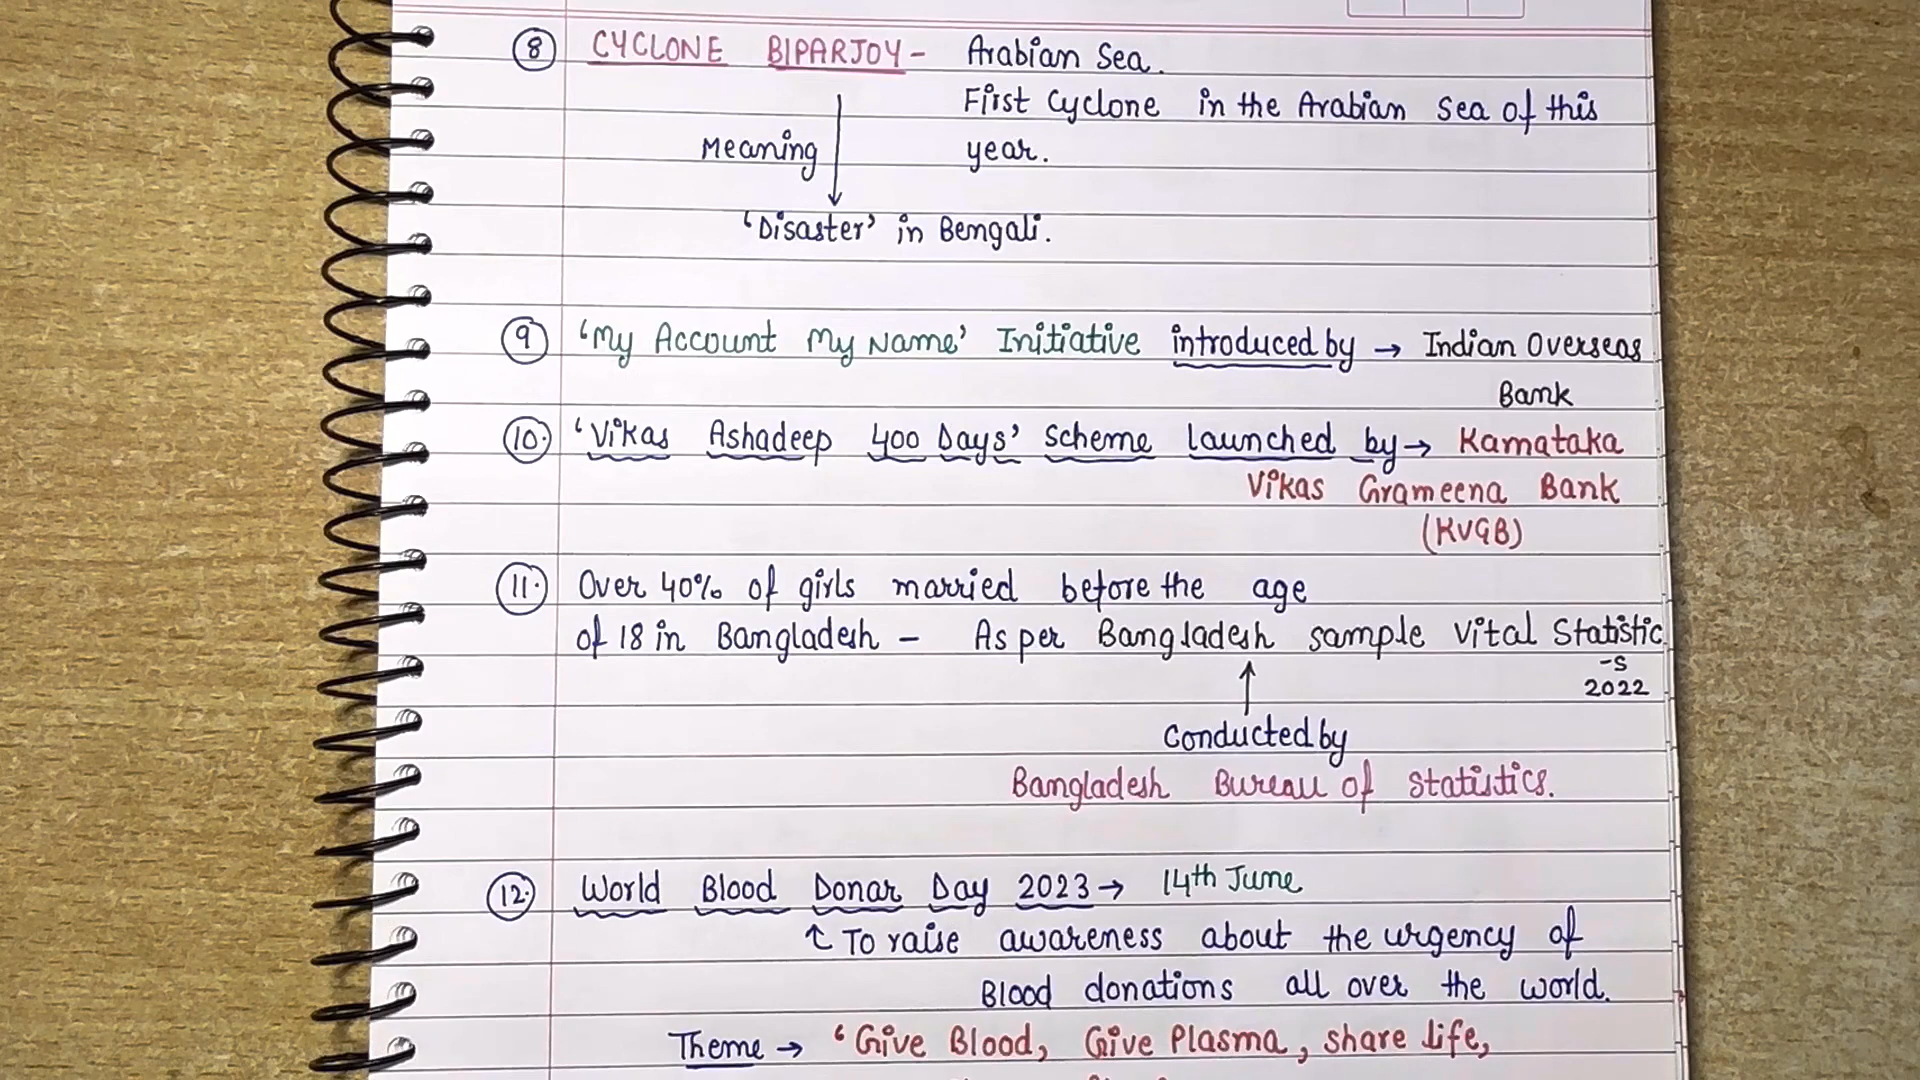 8 CYCLONE BIPARJOY - Arabian Sea.
First Cyclone in the Arabian Sea of this
Meaning year.
'Disaster' in Bengali.
9 'My Account My Name' Initiative introduced by → Indian Overseas
Bank
10. 'Vikas Ashadeep 400 Days' Scheme launched by → Karnataka
Vikas Grameena Bank
(KVGB)
11. Over 40% of girls married before the age
of 18 in Bangladesh - As per Bangladesh sample Vital Statistic
-s
2022
Conducted by
Bangladesh Bureau of Statistics.
12. World Blood Donar Day 2023 → 14th June
To raise awareness about the urgency of
Blood donations all over the world.
Theme → 'Give Blood, Give Plasma, share life,